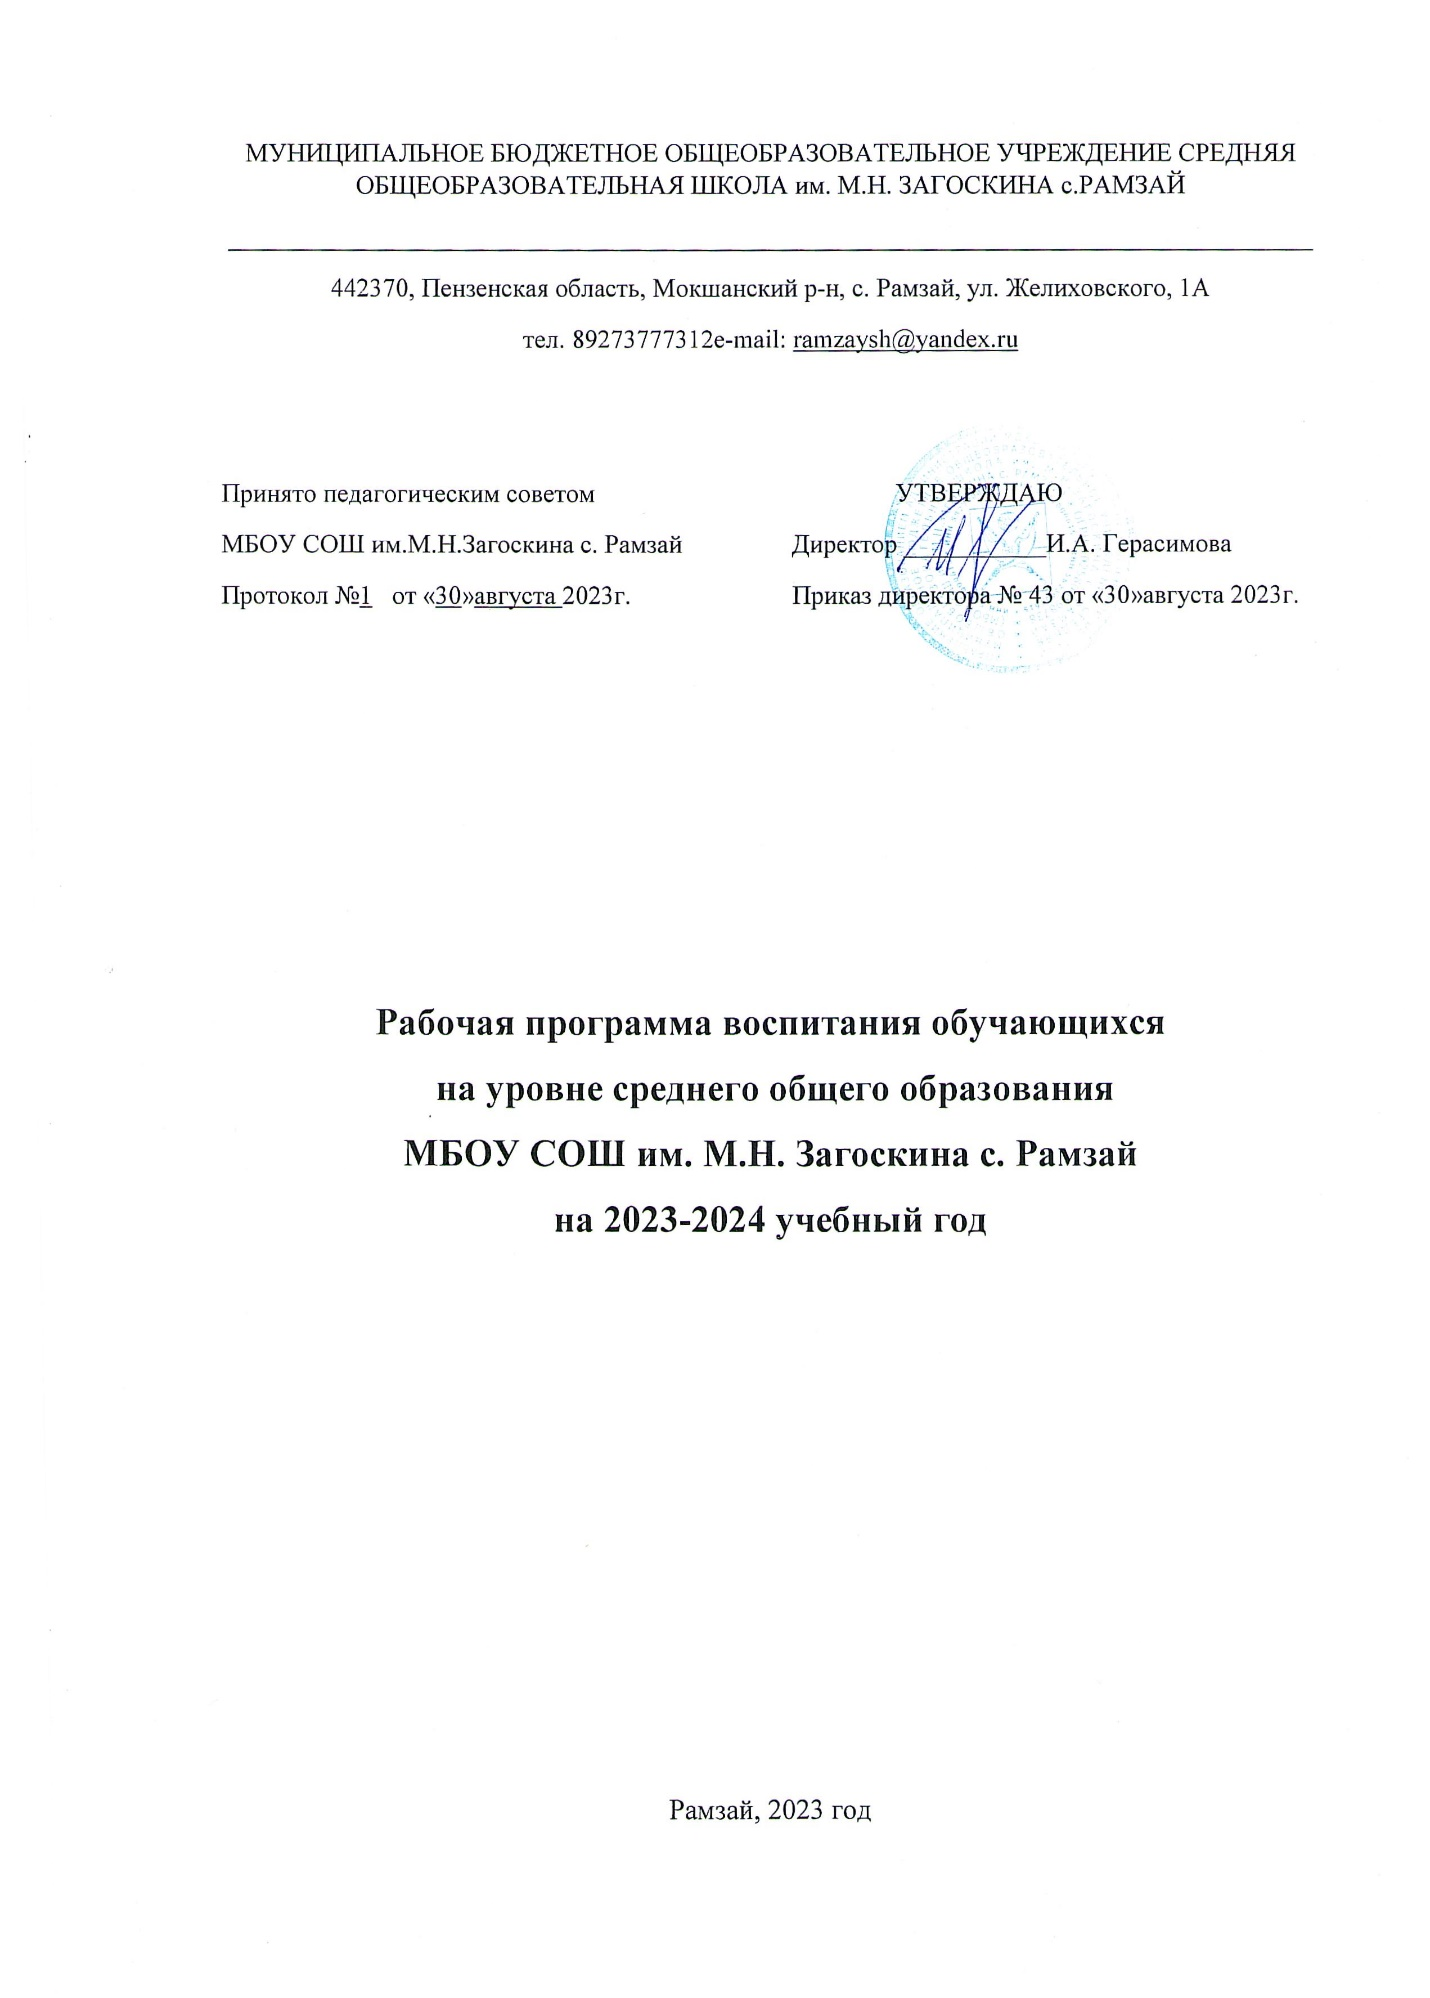 МУНИЦИПАЛЬНОЕ БЮДЖЕТНОЕ ОБЩЕОБРАЗОВАТЕЛЬНОЕ УЧРЕЖДЕНИЕ СРЕДНЯЯ
ОБЩЕОБРАЗОВАТЕЛЬНАЯ ШКОЛА им. М.Н. ЗАГОСКИНА с.РАМЗАЙ
442370, Пензенская область, Мокшанский р-н, с. Рамзай, ул. Желиховского, 1А
тел. 89273777312e-mail: ramzaysh@yandex.ru
Принято педагогическим советом УТВЕРЖДАЮ
МБОУ СОШ им.М.Н.Загоскина с. Рамзай Директор ___________И.А. Герасимова
Протокол №1 от «30»августа 2023г. Приказ директора № 43 от «30»августа 2023г.
Рабочая программа воспитания обучающихся
на уровне среднего общего образования
МБОУ СОШ им. М.Н. Загоскина с. Рамзай
на 2023-2024 учебный год
Рамзай, 2023 год